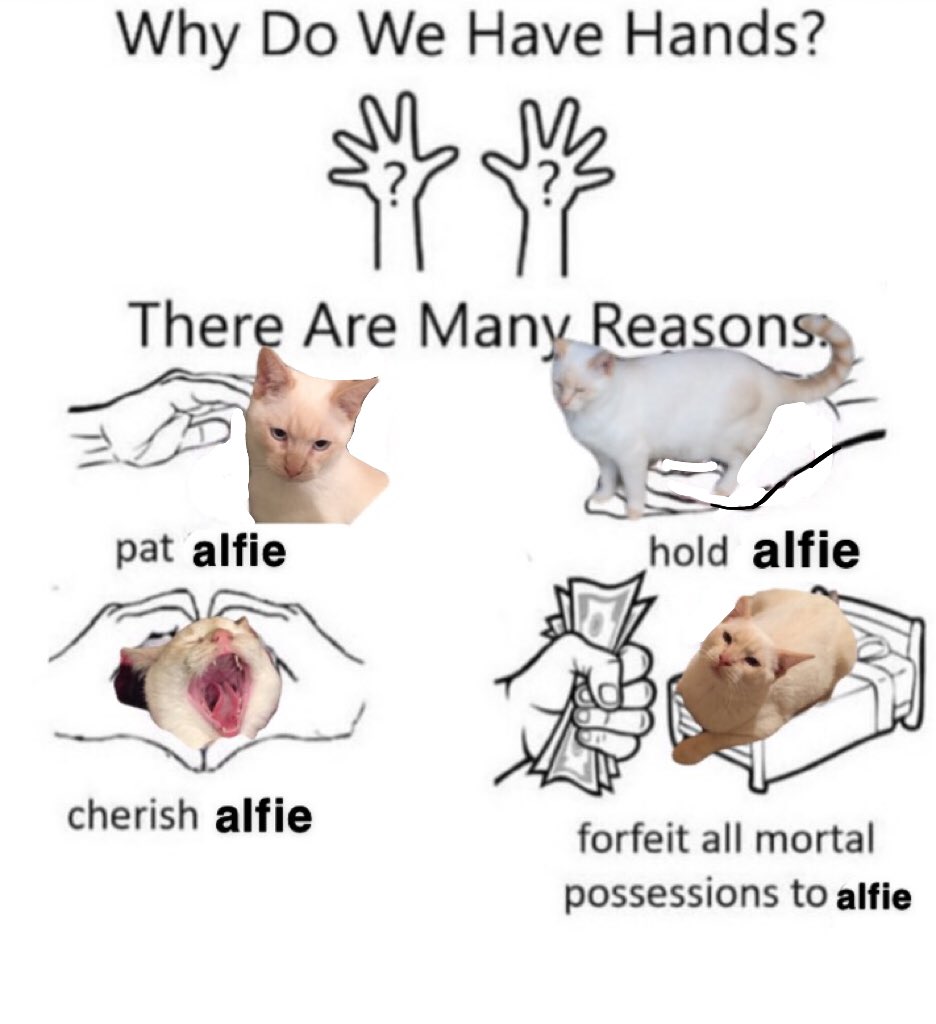 Why Do We Have Hands?
? ?
There Are Many Reasons:
pat alfie
hold alfie
cherish alfie
forfeit all mortal
possessions to alfie